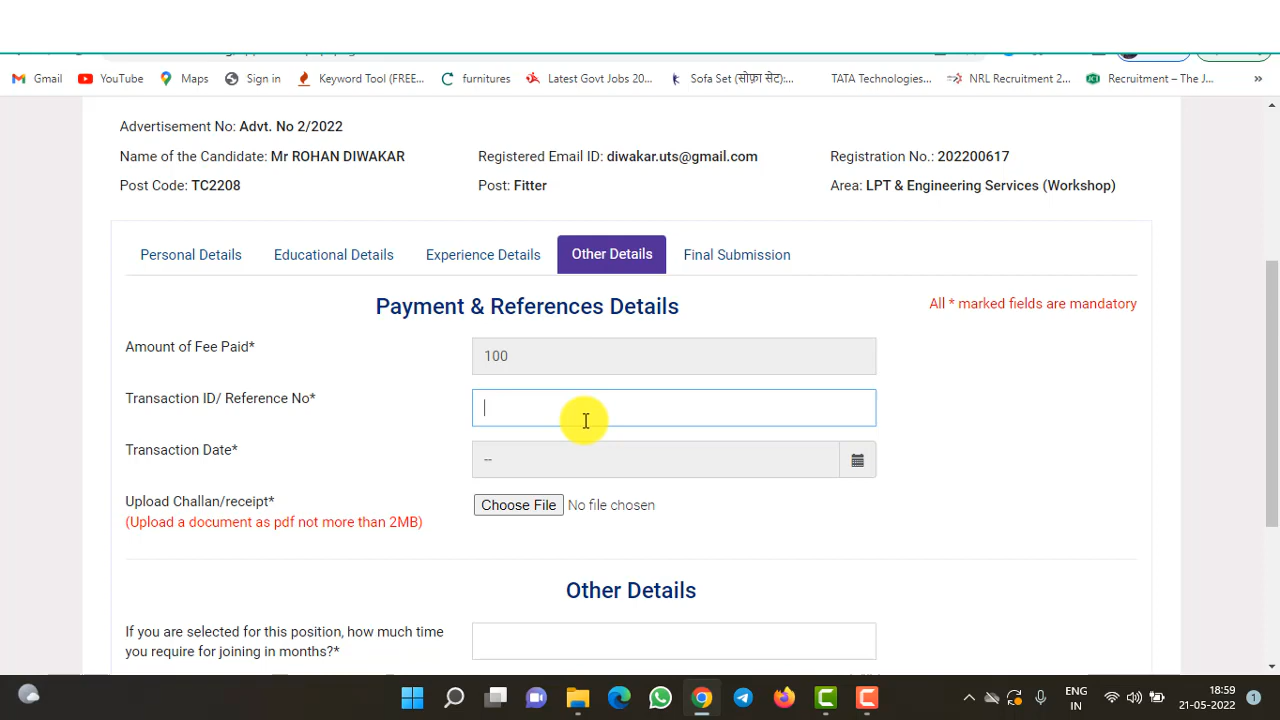 Gmail YouTube Maps Sign in Keyword Tool (FREE... furnitures Latest Govt Jobs 20... Sofa Set (सोफ़ा सेट):... TATA Technologies... NRL Recruitment 2... Recruitment – The J... »
Advertisement No: Advt. No 2/2022
Name of the Candidate: Mr ROHAN DIWAKAR Registered Email ID: diwakar.uts@gmail.com Registration No.: 202200617
Post Code: TC2208 Post: Fitter Area: LPT & Engineering Services (Workshop)
Personal Details Educational Details Experience Details Other Details Final Submission
Payment & References Details All * marked fields are mandatory
Amount of Fee Paid* 100
Transaction ID/ Reference No*
Transaction Date* --
Upload Challan/receipt* Choose File No file chosen
(Upload a document as pdf not more than 2MB)
Other Details
If you are selected for this position, how much time
you require for joining in months?*
ENG 18:59
IN 21-05-2022 1